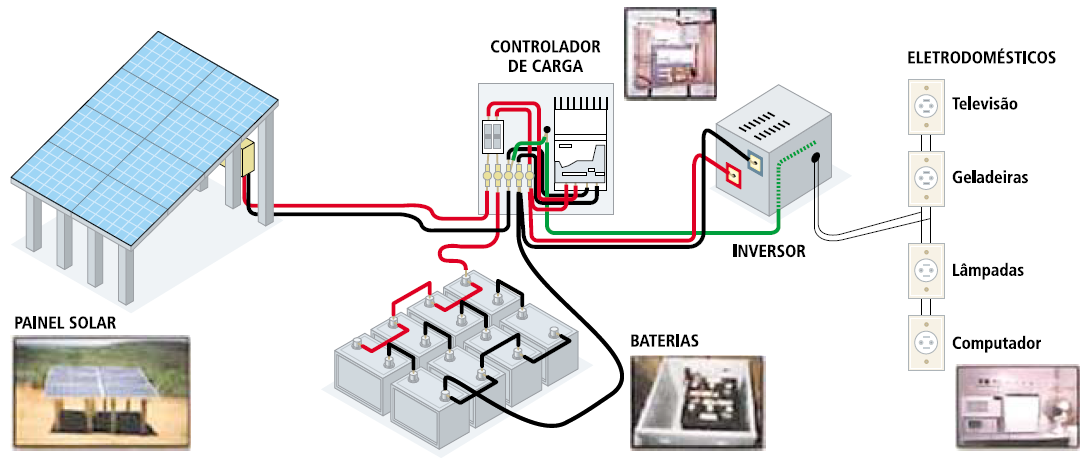 CONTROLADOR
DE CARGA
ELETRODOMÉSTICOS
Televisão
Geladeiras
INVERSOR
Lâmpadas
PAINEL SOLAR
BATERIAS
Computador